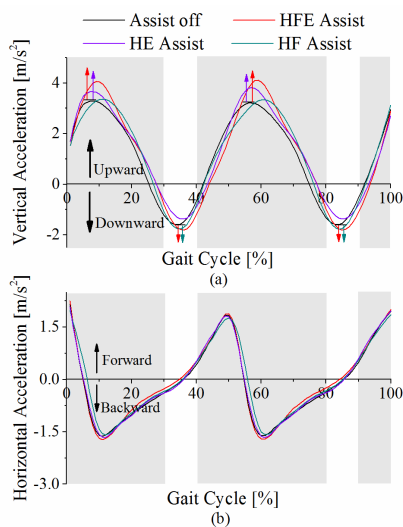 Assist off HFE Assist
HE Assist HF Assist
Vertical Acceleration [m/s²]
4
2
0
-2
Upward
Downward
0 20 40 60 80 100
Gait Cycle [%]
(a)
Horizontal Acceleration [m/s²]
1.5
0.0
-1.5
-3.0
Forward
Backward
0 20 40 60 80 100
Gait Cycle [%]
(b)